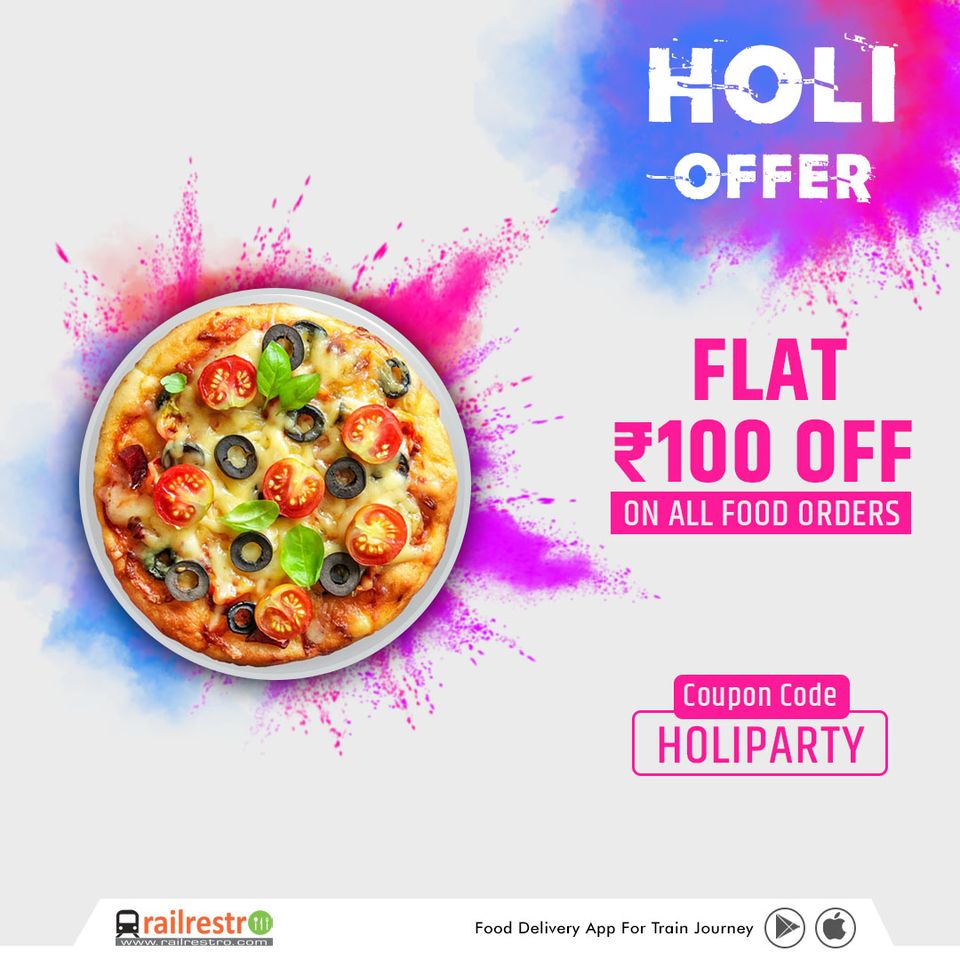 HOLI
OFFER
FLAT
₹100 OFF
ON ALL FOOD ORDERS
Coupon Code
HOLIPARTY
railrestro
www.railrestro.com
Food Delivery App For Train Journey